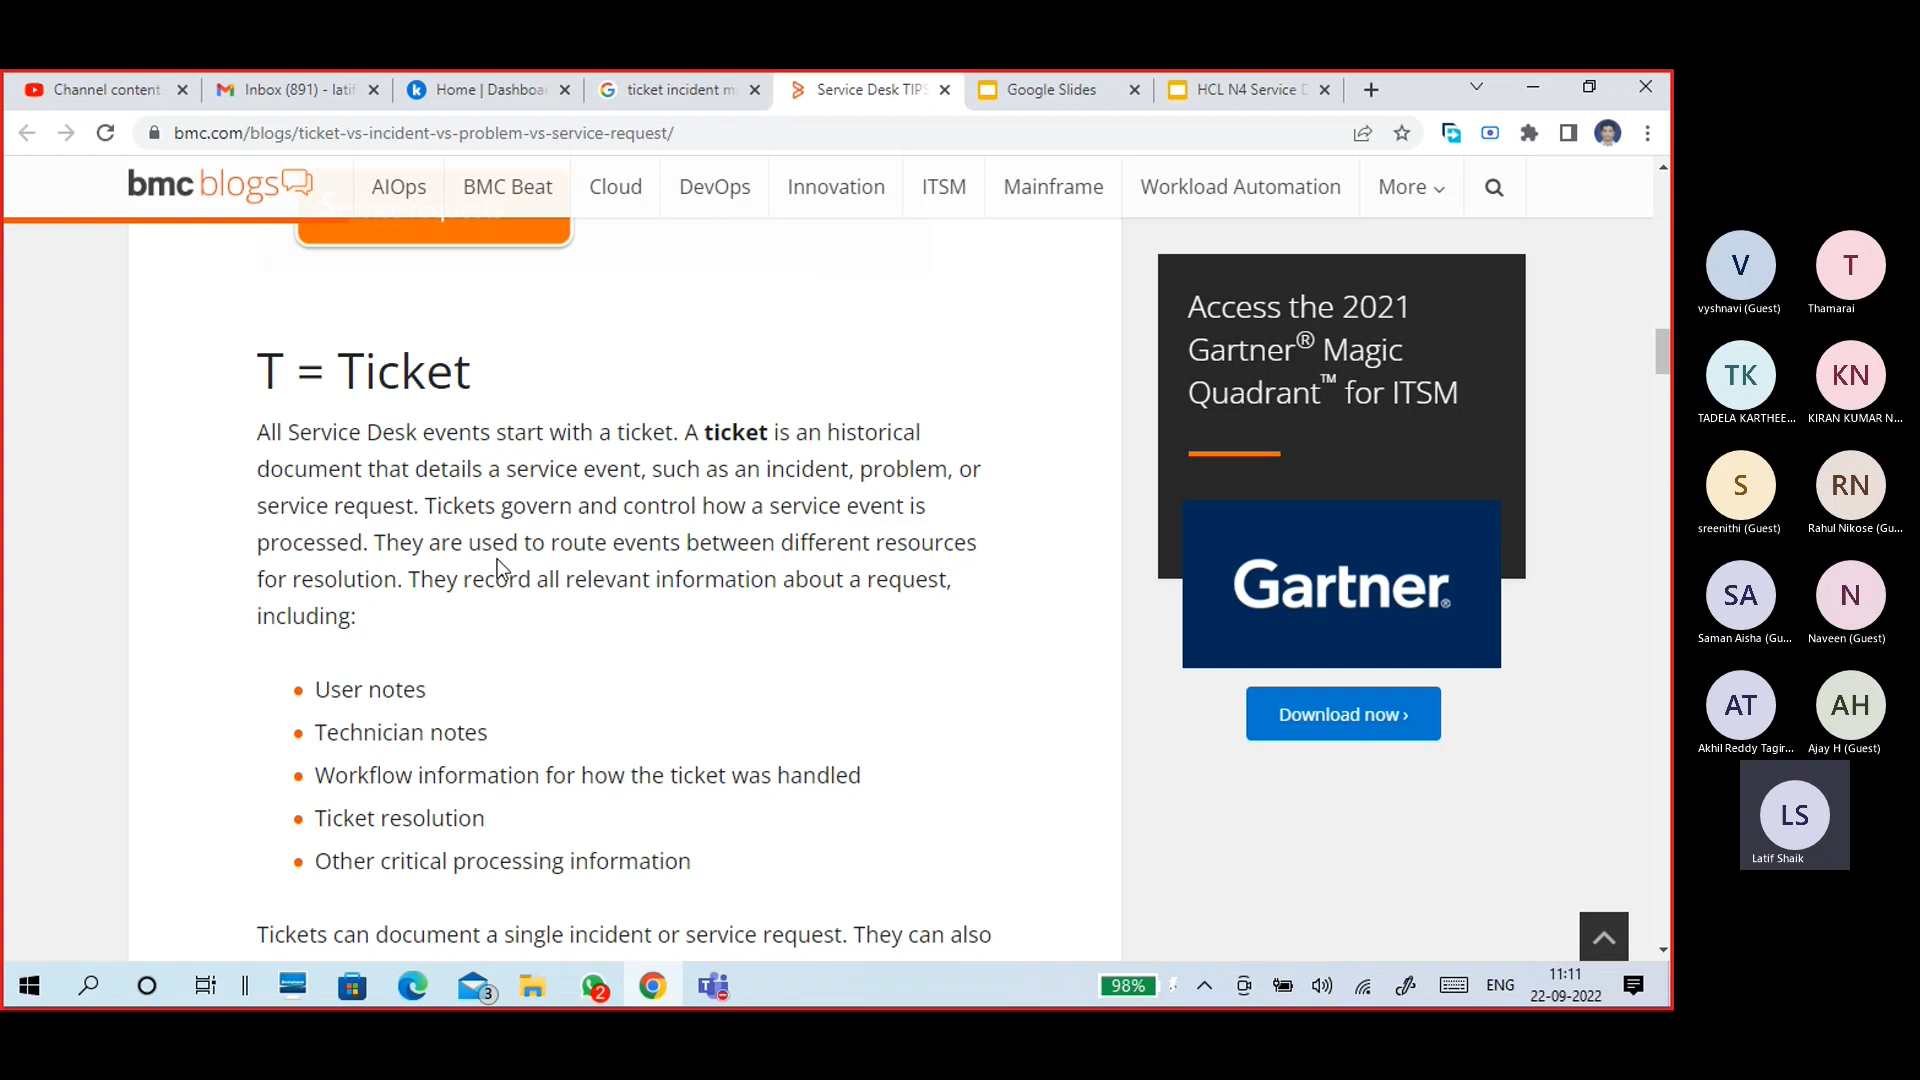 Channel content
Inbox (891) - latif
Home | Dashboa
ticket incident m
Service Desk TIPS
Google Slides
HCL N4 Service D
bmc.com/blogs/ticket-vs-incident-vs-problem-vs-service-request/
bmc blogs
AIOps
BMC Beat
Cloud
DevOps
Innovation
ITSM
Mainframe
Workload Automation
More
T = Ticket
All Service Desk events start with a ticket. A ticket is an historical
document that details a service event, such as an incident, problem, or
service request. Tickets govern and control how a service event is
processed. They are used to route events between different resources
for resolution. They record all relevant information about a request,
including:
• User notes
• Technician notes
• Workflow information for how the ticket was handled
• Ticket resolution
• Other critical processing information
Tickets can document a single incident or service request. They can also
Access the 2021
Gartner® Magic
Quadrant™ for ITSM
Gartner®
Download now ›
3
2
98%
ENG
11:11
22-09-2022
V
vyshnavi (Guest)
T
Thamarai
TK
TADELA KARTHEE...
KN
KIRAN KUMAR N...
S
sreenithi (Guest)
RN
Rahul Nikose (Gu...
SA
Saman Aisha (Gu...
N
Naveen (Guest)
AT
Akhil Reddy Tagir...
AH
Ajay H (Guest)
LS
Latif Shaik